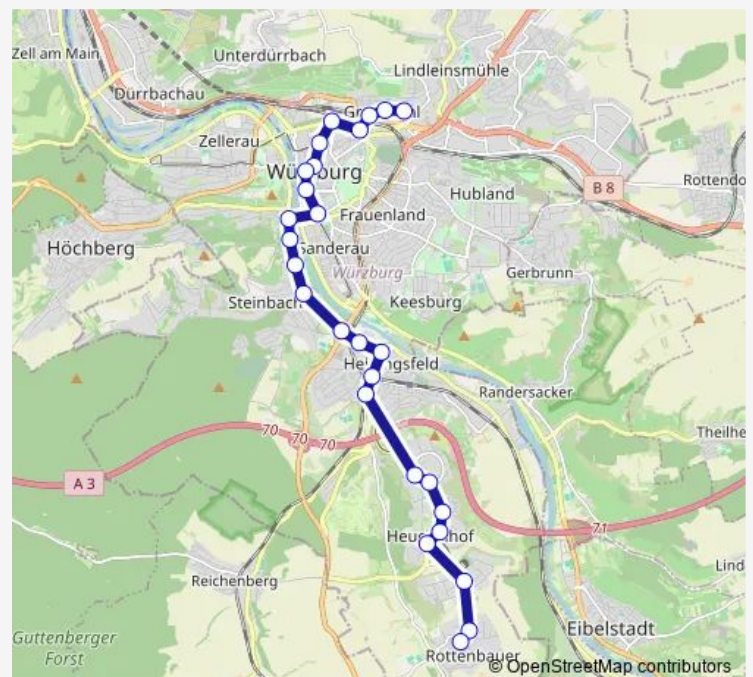 Zell am Main
Unterdürrbach
Lindleinsmühle
Dürrbachau
Zellerau
B 8
Rottendo
Hubland
Frauenland
Höchberg
Sanderau
Würzburg
Gerbrunn
Steinbach
Keesburg
Randersacker
70
70
70
Theilhe
A 3
71
Reichenberg
Lind
Eibelstadt
Guttenberger
Forst
Rottenbauer
© OpenStreetMap contributors